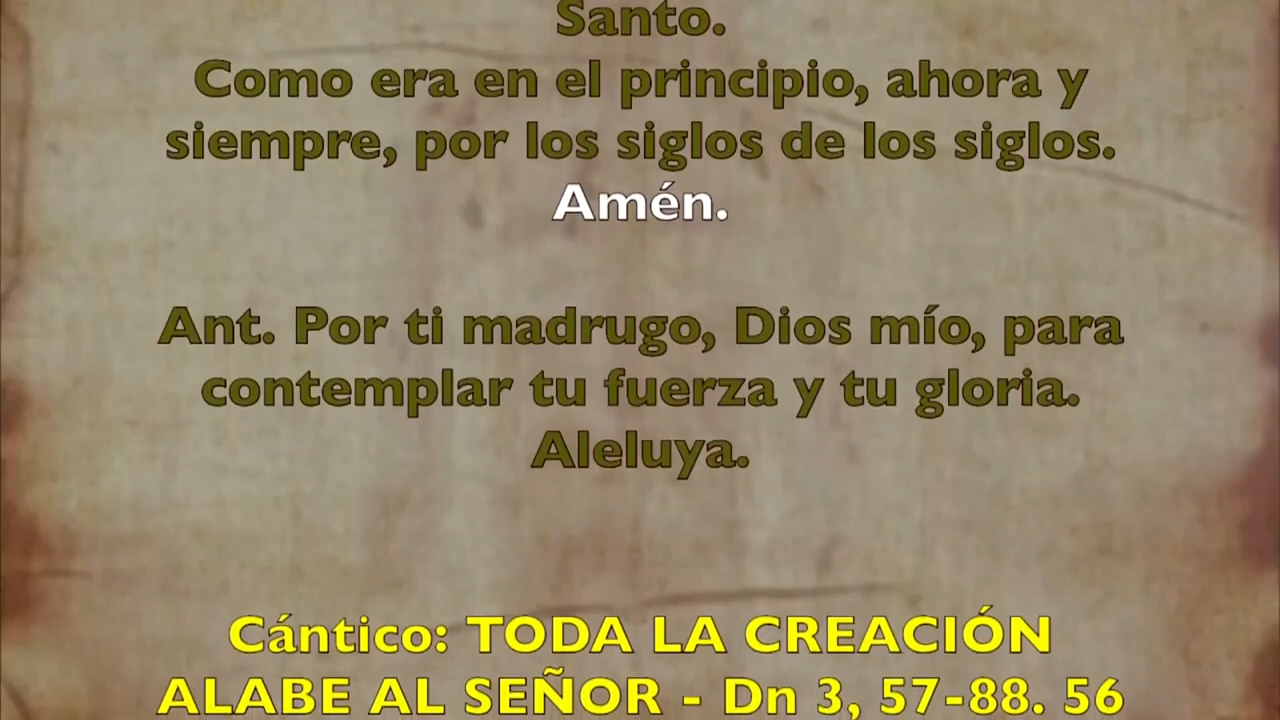 Santo.
Como era en el principio, ahora y
siempre, por los siglos de los siglos.
Amén.
Ant. Por ti madrugo, Dios mío, para
contemplar tu fuerza y tu gloria.
Aleluya.
Cántico: TODA LA CREACIÓN
ALABE AL SEÑOR - Dn 3, 57-88. 56